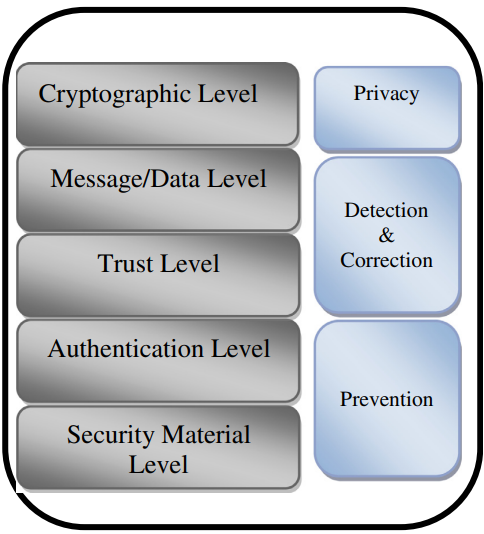 Cryptographic Level
Privacy
Message/Data Level
Detection
&
Correction
Trust Level
Authentication Level
Prevention
Security Material
Level